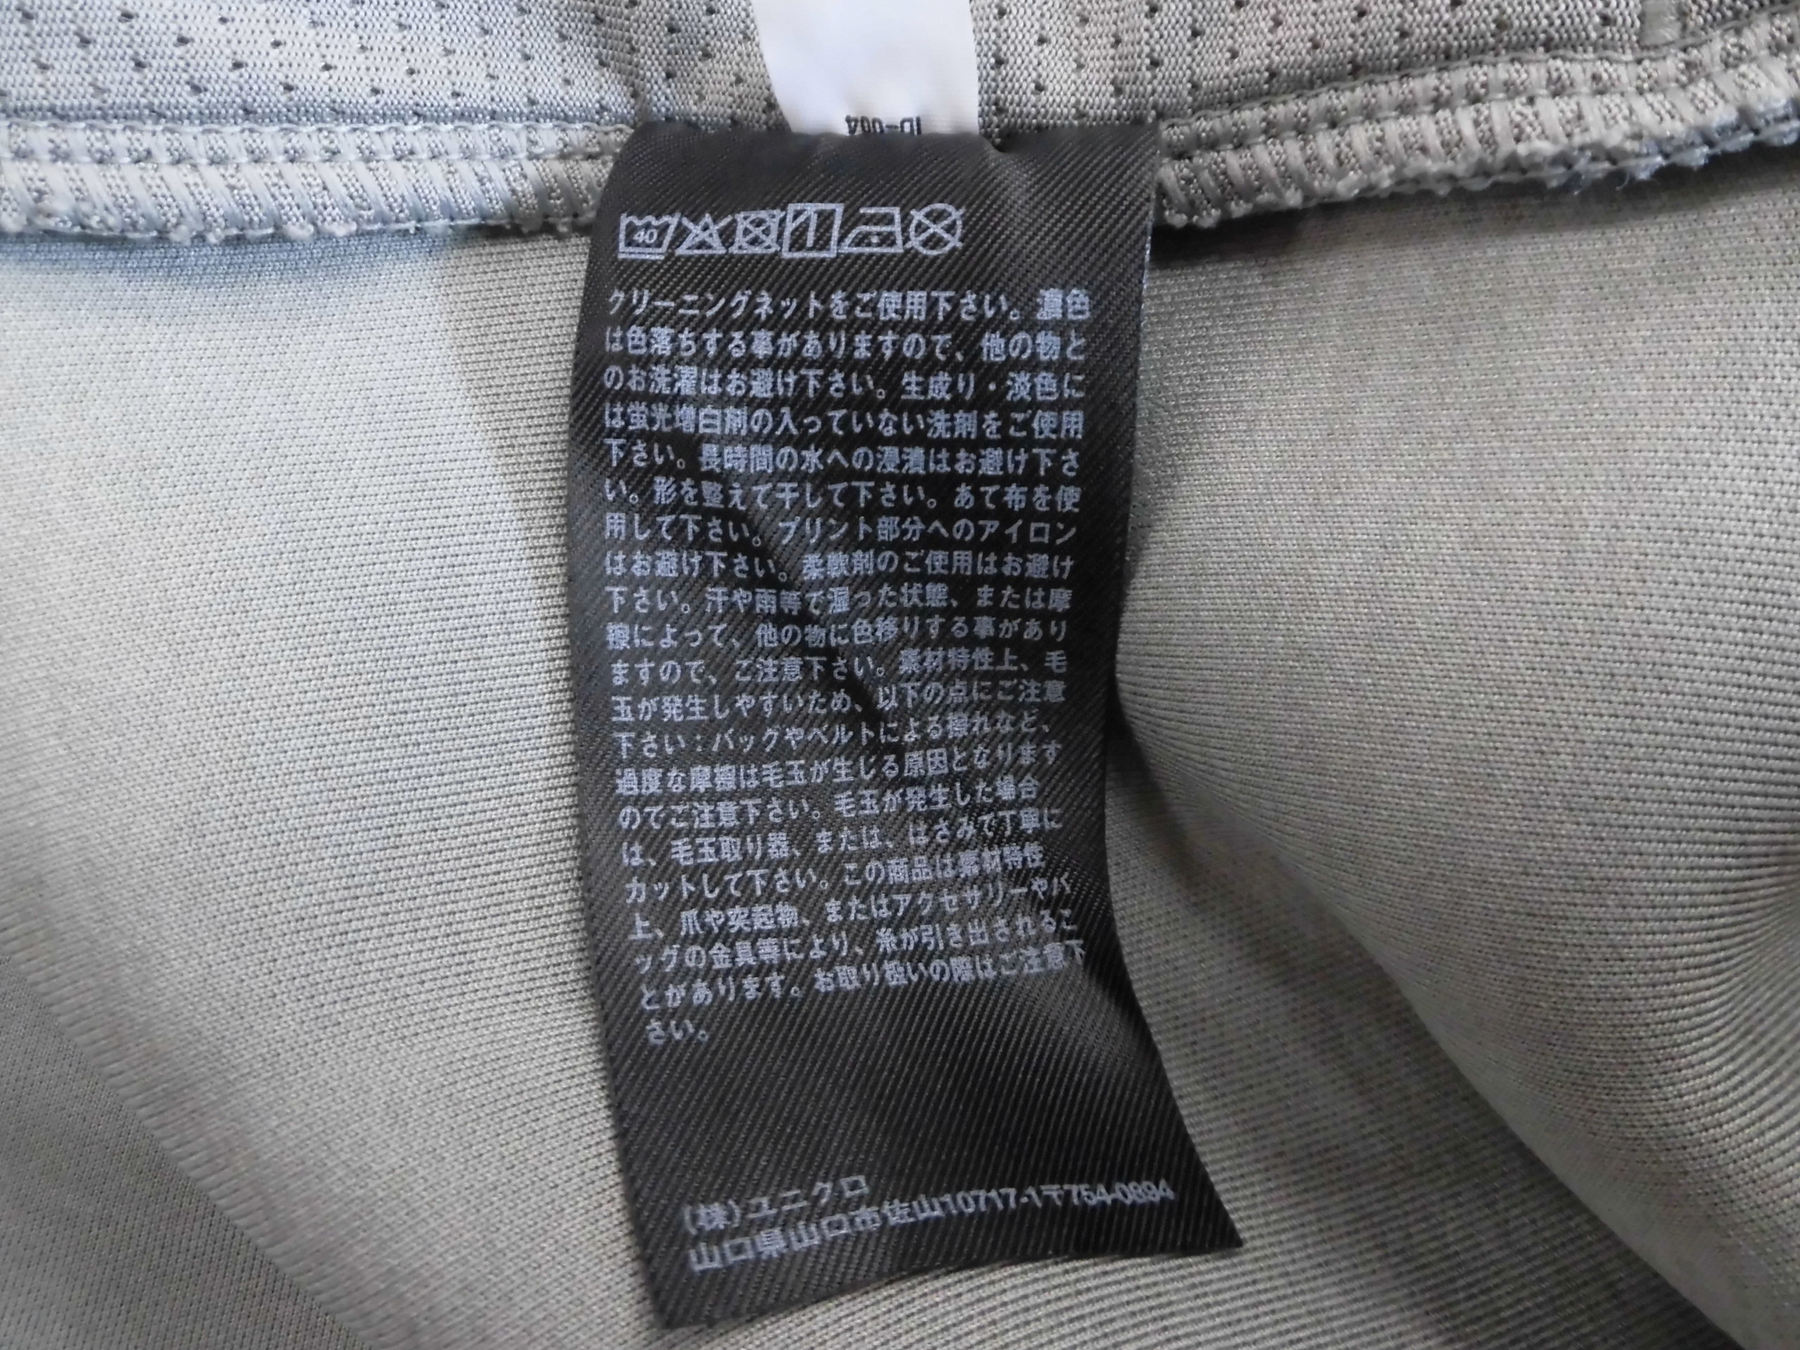 ID-064
40
クリーニングネットをご使用下さい。濃色
は色落ちする事がありますので、他の物と
のお洗濯はお避け下さい。生成り・淡色に
は蛍光増白剤の入っていない洗剤をご使用
下さい。長時間の水への浸漬はお避け下さ
い。形を整えて干して下さい。あて布を使
用して下さい。プリント部分へのアイロン
はお避け下さい。柔軟剤のご使用はお避け
下さい。汗や雨等で湿った状態、または摩
擦によって、他の物に色移りする事があり
ますので、ご注意下さい。素材特性上、毛
玉が発生しやすいため、以下の点にご注意
下さい：バッグやベルトによる擦れなど、
過度な摩擦は毛玉が生じる原因となります
のでご注意下さい。毛玉が発生した場合
は、毛玉取り器、または、はさみで丁寧に
カットして下さい。この商品は素材特性
上、爪や突起物、またはアクセサリーやバ
ッグの金具等により、糸が引き出されるこ
とがあります。お取り扱いの際はご注意下
さい。
(株)ユニクロ
山口県山口市佐山10717-1〒754-0894